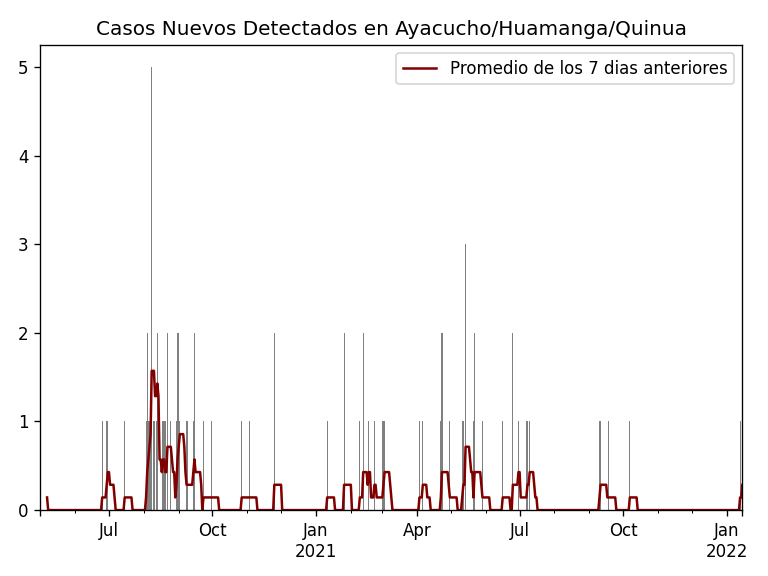 Casos Nuevos Detectados en Ayacucho/Huamanga/Quinua
Promedio de los 7 dias anteriores
5
4
3
2
1
0
Jul
Oct
Jan
2021
Apr
Jul
Oct
Jan
2022